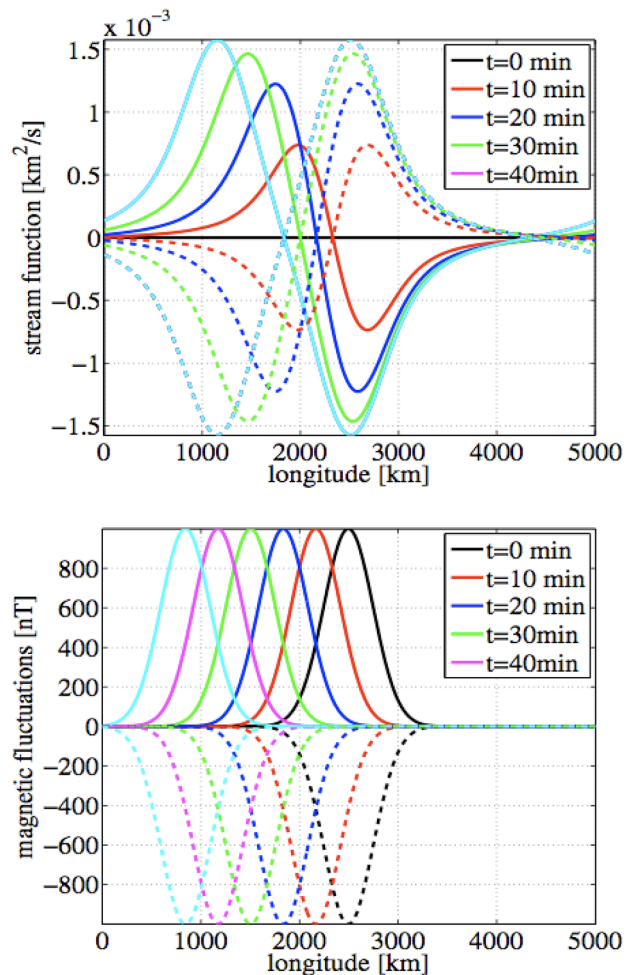 × 10⁻³
1.5
1
0.5
0
−0.5
−1
−1.5
stream function [km²/s]
t=0 min
t=10 min
t=20 min
t=30min
t=40min
0 1000 2000 3000 4000 5000
longitude [km]
800
600
400
200
0
−200
−400
−600
−800
magnetic fluctuations [nT]
t=0 min
t=10 min
t=20 min
t=30min
t=40min
0 1000 2000 3000 4000 5000
longitude [km]